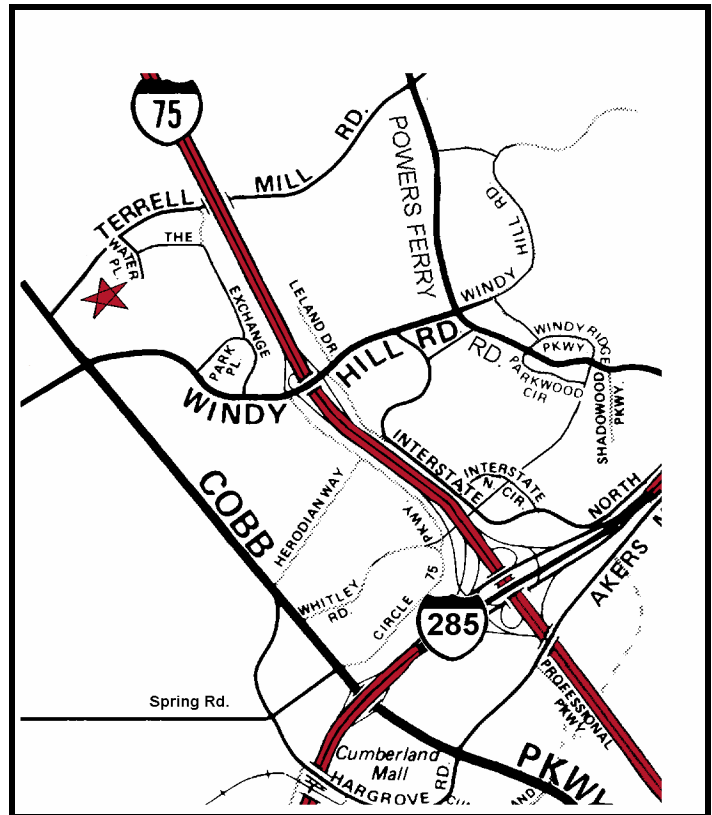 75
TERRELL MILL RD.
POWERS FERRY RD.
WATER PL.
THE EXCHANGE
LELAND DR.
HILL RD
WINDY
PARK PL.
WINDY HILL RD
WINDY RIDGE PKWY
PARKWOOD CIR
SHADOWOOD PKWY.
INTERSTATE NORTH
INTERSTATE N. CIR.
PKWY.
COBB
HERODIAN WAY
WHITLEY RD.
CIRCLE 75
285
AKERS
PROFESSIONAL PKWY
Spring Rd.
Cumberland
Mall
HARGROVE RD.
PKWY